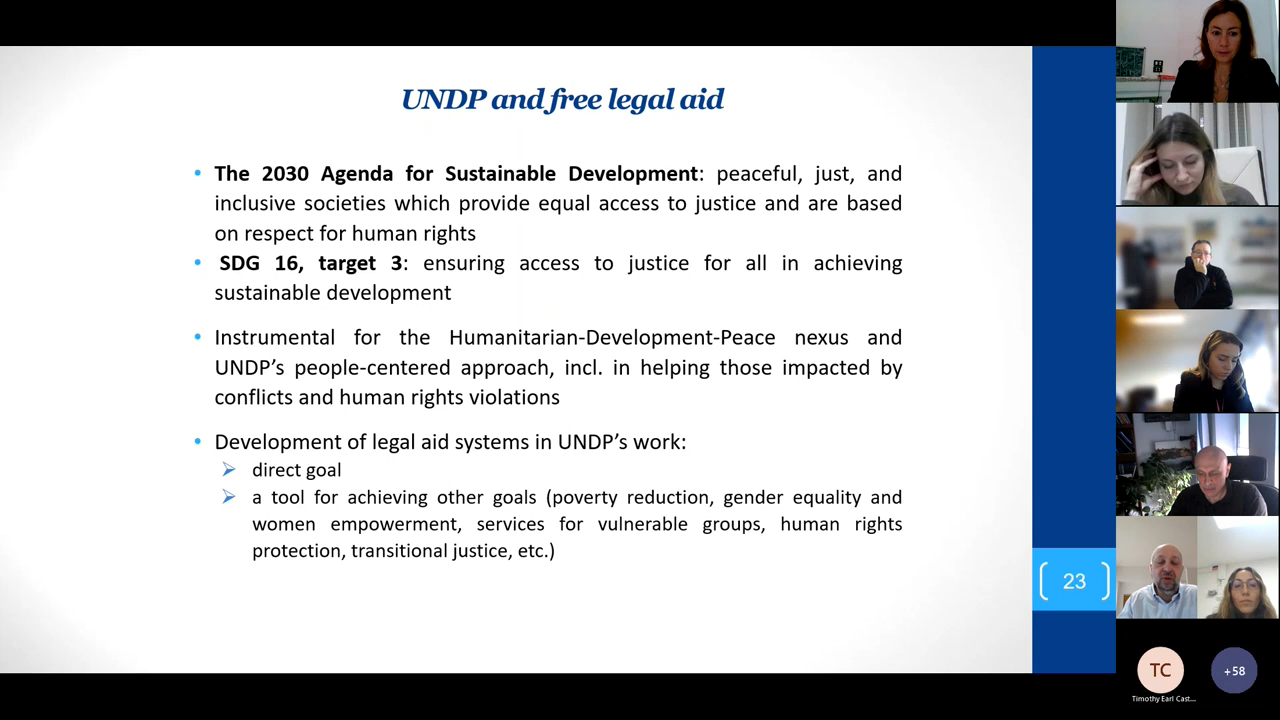 UNDP and free legal aid
• The 2030 Agenda for Sustainable Development: peaceful, just, and
inclusive societies which provide equal access to justice and are based
on respect for human rights
• SDG 16, target 3: ensuring access to justice for all in achieving
sustainable development
• Instrumental for the Humanitarian-Development-Peace nexus and
UNDP’s people-centered approach, incl. in helping those impacted by
conflicts and human rights violations
• Development of legal aid systems in UNDP’s work:
➢ direct goal
➢ a tool for achieving other goals (poverty reduction, gender equality and
women empowerment, services for vulnerable groups, human rights
protection, transitional justice, etc.)
23
TC
+58
Timothy Earl Cast...